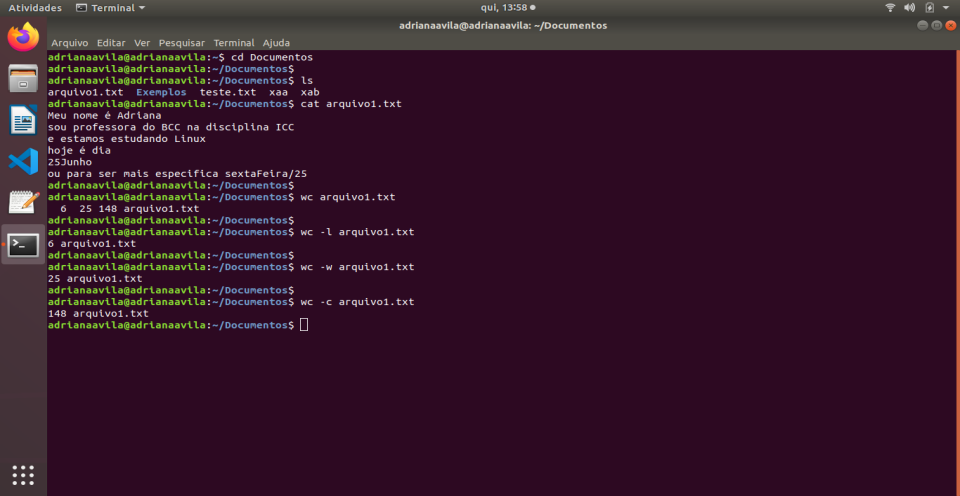 Atividades Terminal qui, 13:58
adrianaavila@adrianaavila: ~/Documentos
Arquivo Editar Ver Pesquisar Terminal Ajuda
adrianaavila@adrianaavila:~$ cd Documentos
adrianaavila@adrianaavila:~/Documentos$
adrianaavila@adrianaavila:~/Documentos$ ls
arquivo1.txt Exemplos teste.txt xaa xab
adrianaavila@adrianaavila:~/Documentos$ cat arquivo1.txt
Meu nome é Adriana
sou professora do BCC na disciplina ICC
e estamos estudando Linux
hoje é dia
25Junho
ou para ser mais especifica sextaFeira/25
adrianaavila@adrianaavila:~/Documentos$
adrianaavila@adrianaavila:~/Documentos$ wc arquivo1.txt
6 25 148 arquivo1.txt
adrianaavila@adrianaavila:~/Documentos$
adrianaavila@adrianaavila:~/Documentos$ wc -l arquivo1.txt
6 arquivo1.txt
adrianaavila@adrianaavila:~/Documentos$
adrianaavila@adrianaavila:~/Documentos$ wc -w arquivo1.txt
25 arquivo1.txt
adrianaavila@adrianaavila:~/Documentos$
adrianaavila@adrianaavila:~/Documentos$ wc -c arquivo1.txt
148 arquivo1.txt
adrianaavila@adrianaavila:~/Documentos$